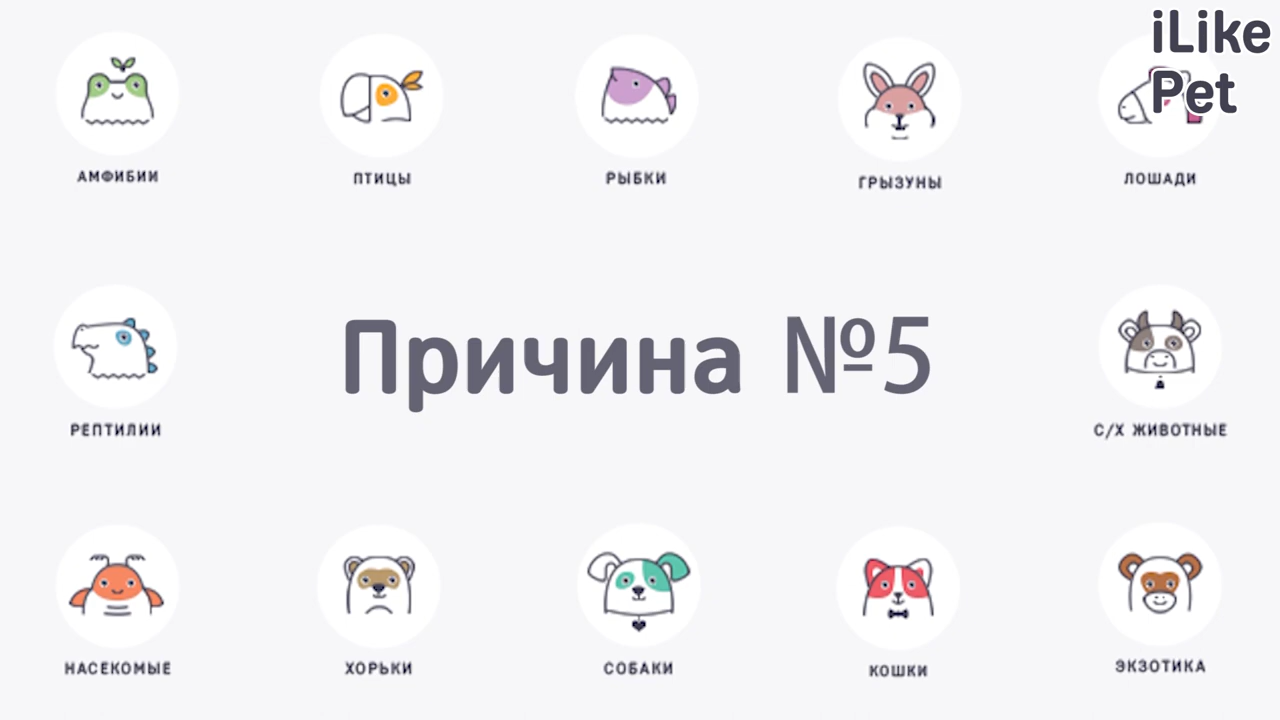 iLike
Pet
АМФИБИИ
ПТИЦЫ
РЫБКИ
ГРЫЗУНЫ
ЛОШАДИ
РЕПТИЛИИ
Причина №5
С/Х ЖИВОТНЫЕ
НАСЕКОМЫЕ
ХОРЬКИ
СОБАКИ
КОШКИ
ЭКЗОТИКА